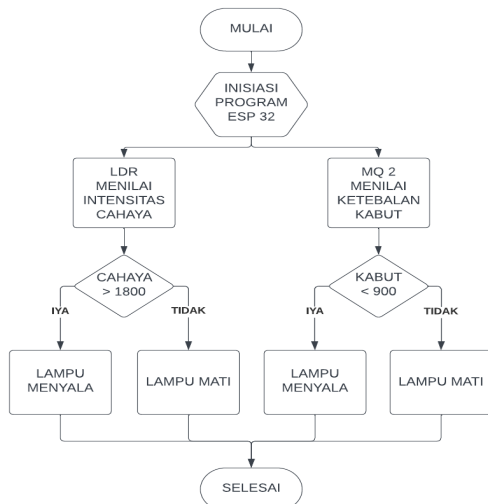 MULAI
INISIASI
PROGRAM
ESP 32
LDR
MENILAI
INTENSITAS
CAHAYA
MQ 2
MENILAI
KETEBALAN
KABUT
CAHAYA
> 1800
KABUT
< 900
IYA
TIDAK
IYA
TIDAK
LAMPU
MENYALA
LAMPU MATI
LAMPU
MENYALA
LAMPU MATI
SELESAI